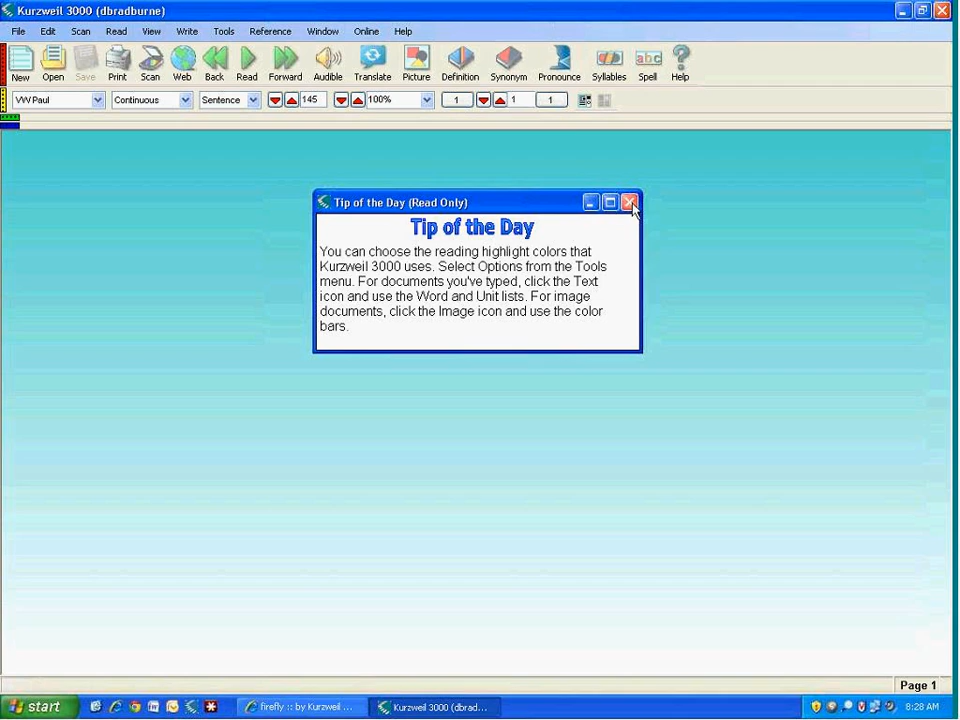 Kurzweil 3000 (dbradburne)
File Edit Scan Read View Write Tools Reference Window Online Help
New Open Save Print Scan Web Back Read Forward Audible Translate Picture Definition Synonym Pronounce Syllables Spell Help
VW Paul Continuous Sentence 145 100% 1 1 1
Tip of the Day (Read Only)
Tip of the Day
You can choose the reading highlight colors that
Kurzweil 3000 uses. Select Options from the Tools
menu. For documents you've typed, click the Text
icon and use the Word and Unit lists. For image
documents, click the Image icon and use the color
bars.
Page 1
start firefly :: by Kurzweil ... Kurzweil 3000 (dbrad... 8:28 AM